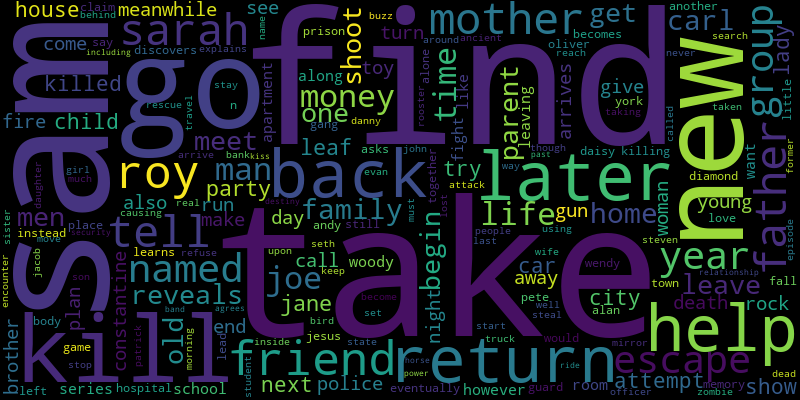 house
meanwhile
claim
behind
sarah
come
say
including
discovers
explains
killed
fire
child
sam
go
find
see
name
prison
buzz
around
ancient
mother
get
carl
another
shoot
turn
becomes
oliver
reach
never
search
group
lady
along
toy
alone
like
time
apartment
stay
n
travel
rescue
money
one
gang
danny
rooster
fight
parent
leaving
arrives
give
york
taking
taken
new
father
little
called
meet
leaf
asks
john
though
past
daisy
killing
diamond
want
former
roy
man
back
evan
together
later
way
bank
kiss
arrive
girl
much
party
family
try
attack
must
lost
life
gun
home
woman
young
love
steven
episode
men
also
run
causing
real
destiny
instead
tell
make
day
andy
still
begin
night
people
last
car
away
city
year
daughter
sister
place
move
security
learns
refuse
upon
seth
keep
call
woody
using
wife
wendy
town
leave
fall
encounter
jacob
son
plan
constantine
named
reveals
joe
become
take
pete
well
steal
alan
death
rock
relationship
body
old
end
jane
set
bird
jesus
start
would
truck
mirror
help
brother
kill
game
stop
patrick
morning
band
agrees
lead
inside
state
friend
return
horse
power
ride
escape
guard
room
officer
attempt
memory
zombie
dead
show
left
series
hospital
school
student
next
police
however
eventually